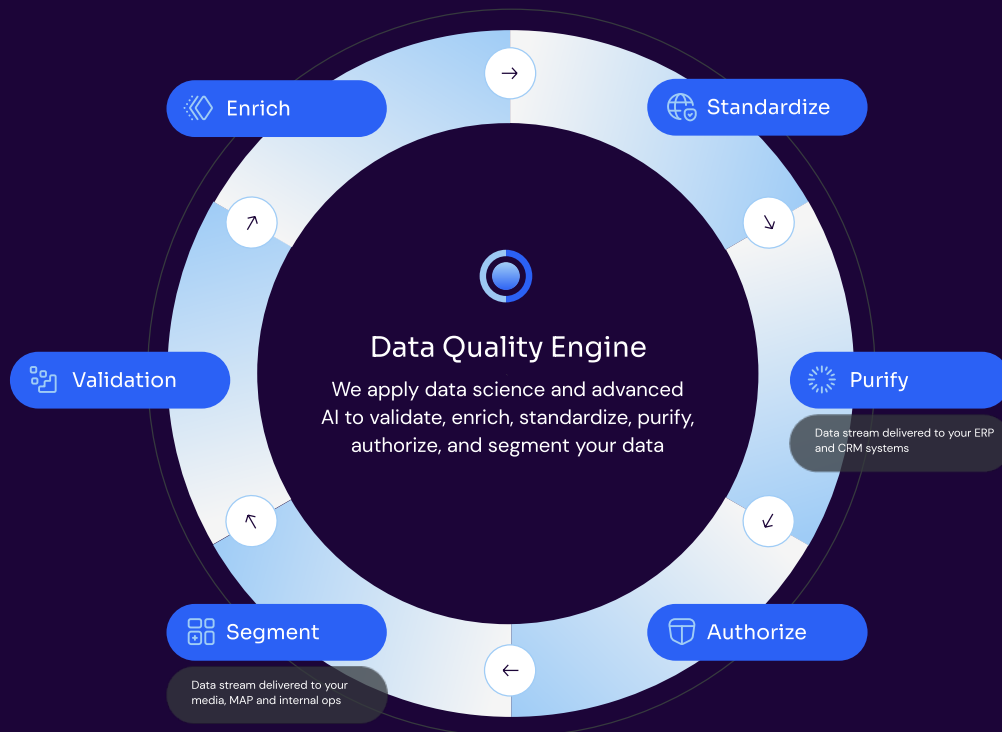 Enrich
Standardize
Data Quality Engine
We apply data science and advanced
AI to validate, enrich, standardize, purify,
authorize, and segment your data
Validation
Purify
Data stream delivered to your ERP
and CRM systems
Segment
Data stream delivered to your
media, MAP and internal ops
Authorize